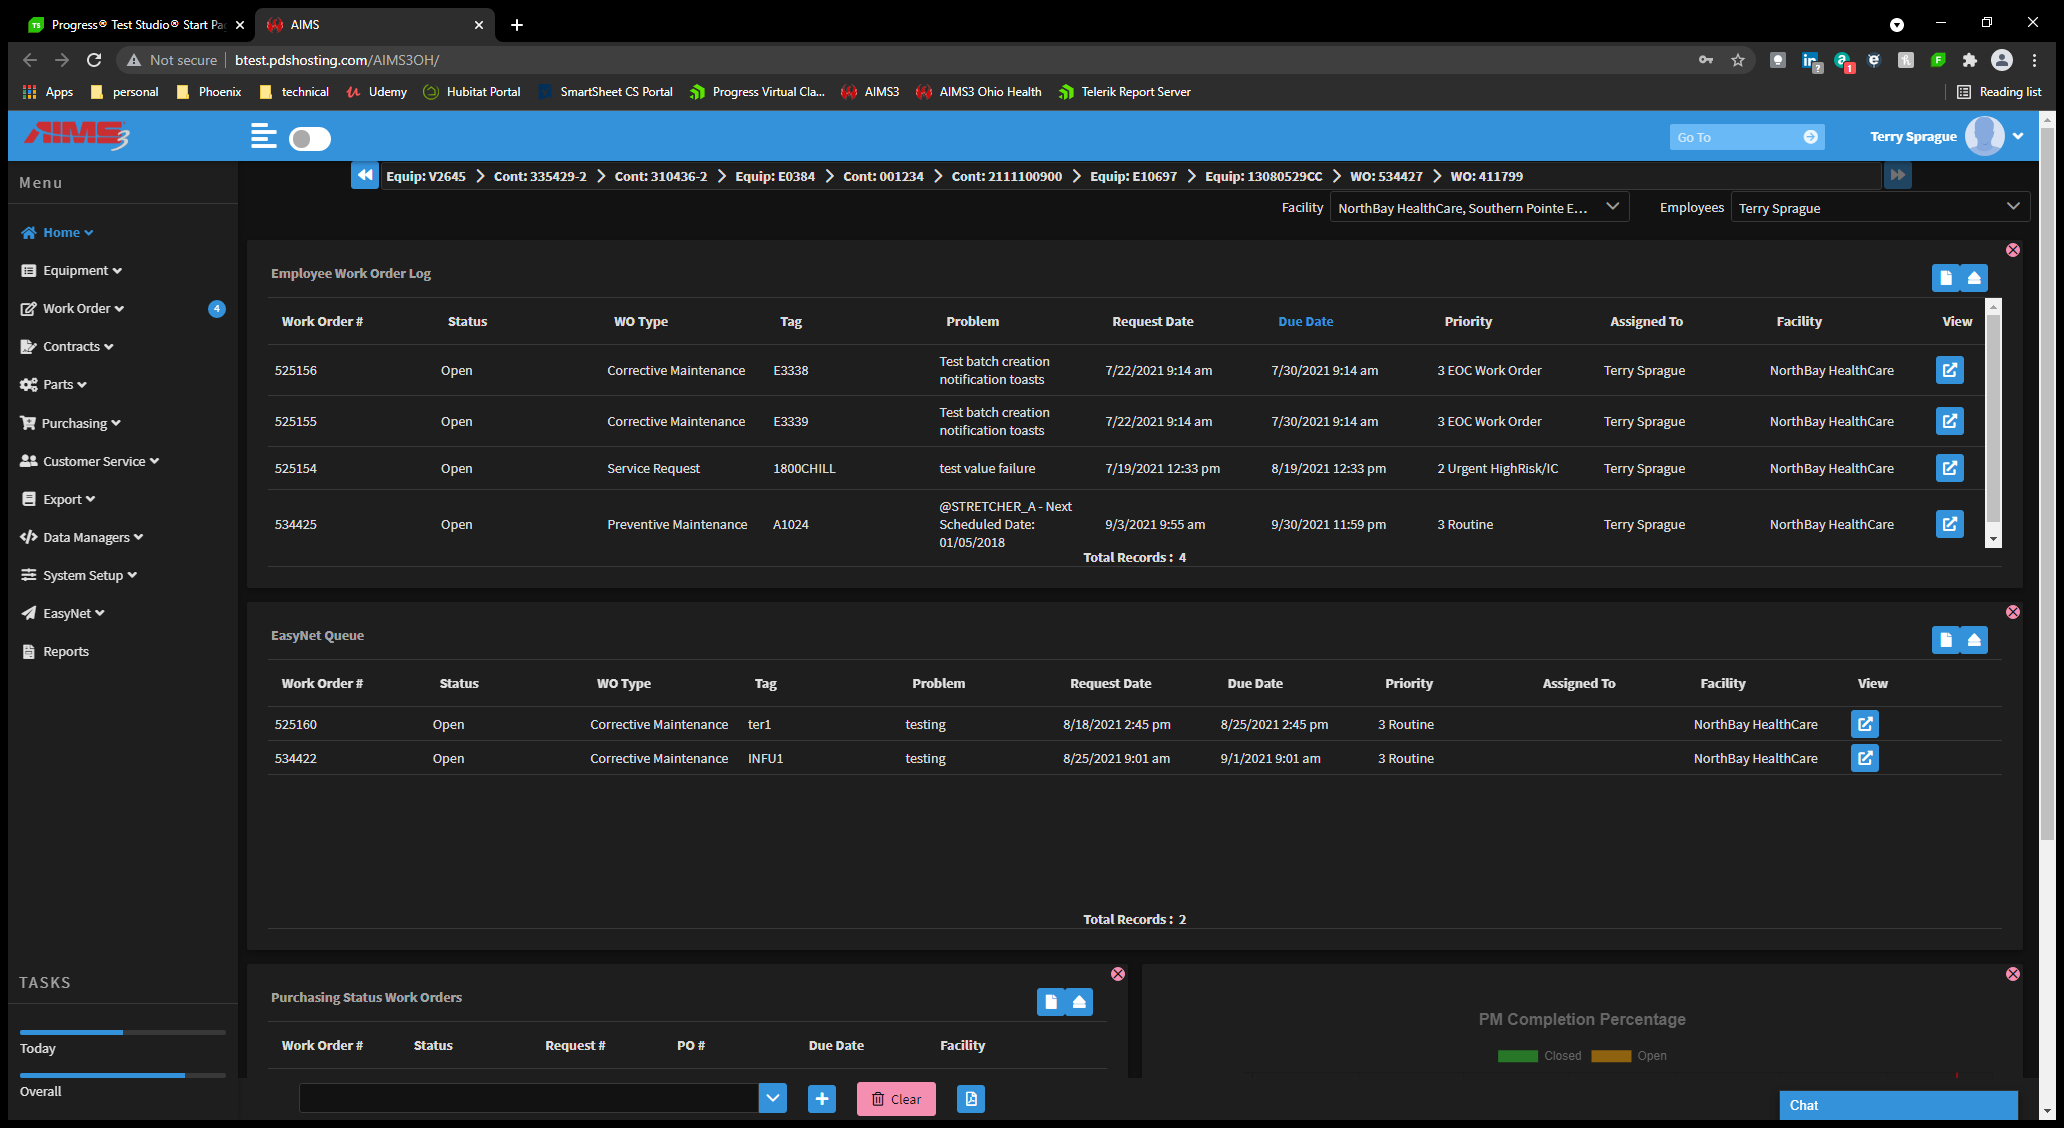 Progress® Test Studio® Start Pa
AIMS
Not secure | btest.pdshosting.com/AIMS3OH/
Apps personal Phoenix technical Udemy Hubitat Portal SmartSheet CS Portal Progress Virtual Cla... AIMS3 AIMS3 Ohio Health Telerik Report Server Reading list
AIMS3 Go To Terry Sprague
Menu
Equip: V2645 Cont: 335429-2 Cont: 310436-2 Equip: E0384 Cont: 001234 Cont: 2111100900 Equip: E10697 Equip: 13080529CC WO: 534427 WO: 411799
Facility NorthBay HealthCare, Southern Pointe E... Employees Terry Sprague
Home
Equipment
Work Order 4
Contracts
Parts
Purchasing
Customer Service
Export
Data Managers
System Setup
EasyNet
Reports
TASKS
Today
Overall
Employee Work Order Log
Work Order # Status WO Type Tag Problem Request Date Due Date Priority Assigned To Facility View
525156 Open Corrective Maintenance E3338 Test batch creation notification toasts 7/22/2021 9:14 am 7/30/2021 9:14 am 3 EOC Work Order Terry Sprague NorthBay HealthCare
525155 Open Corrective Maintenance E3339 Test batch creation notification toasts 7/22/2021 9:14 am 7/30/2021 9:14 am 3 EOC Work Order Terry Sprague NorthBay HealthCare
525154 Open Service Request 1800CHILL test value failure 7/19/2021 12:33 pm 8/19/2021 12:33 pm 2 Urgent HighRisk/IC Terry Sprague NorthBay HealthCare
534425 Open Preventive Maintenance A1024 @STRETCHER_A - Next Scheduled Date: 01/05/2018 9/3/2021 9:55 am 9/30/2021 11:59 pm 3 Routine Terry Sprague NorthBay HealthCare
Total Records : 4
EasyNet Queue
Work Order # Status WO Type Tag Problem Request Date Due Date Priority Assigned To Facility View
525160 Open Corrective Maintenance ter1 testing 8/18/2021 2:45 pm 8/25/2021 2:45 pm 3 Routine NorthBay HealthCare
534422 Open Corrective Maintenance INFU1 testing 8/25/2021 9:01 am 9/1/2021 9:01 am 3 Routine NorthBay HealthCare
Total Records : 2
Purchasing Status Work Orders
Work Order # Status Request # PO # Due Date Facility
Clear
PM Completion Percentage
Closed Open
Chat